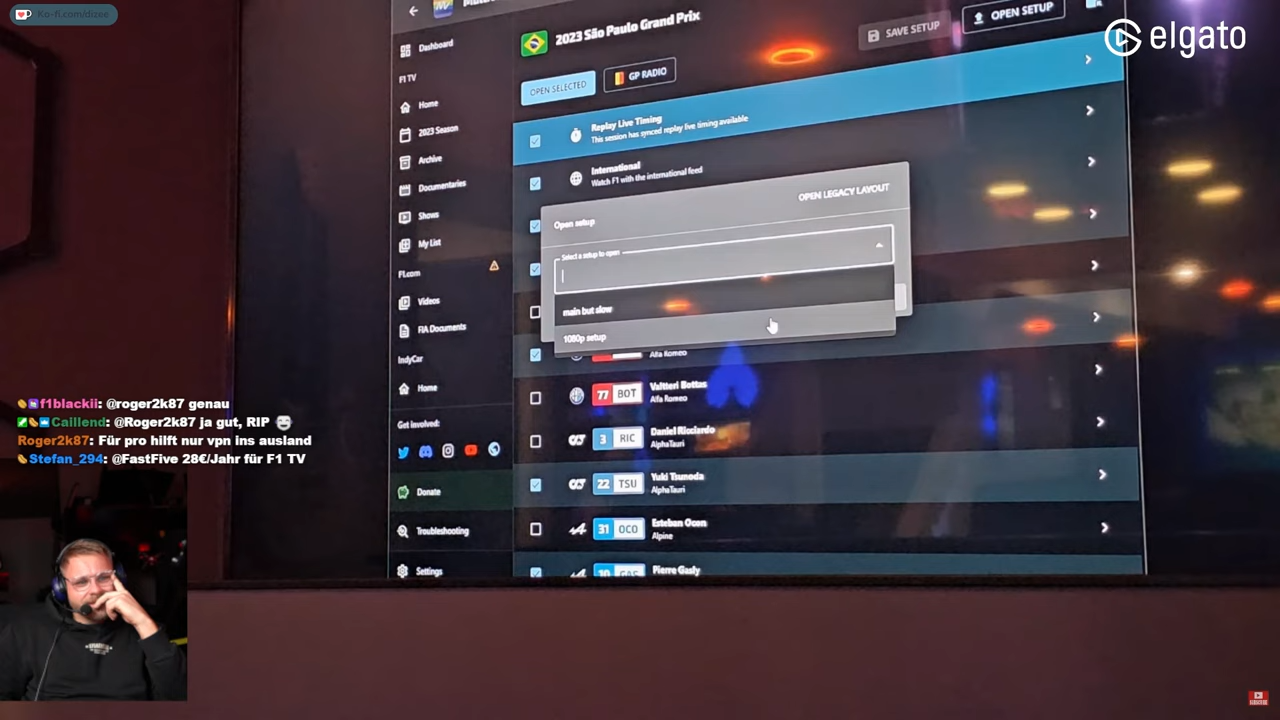 Ko-fi.com/dizee
elgato
Dashboard
F1 TV
Home
2023 Season
Archive
Documentaries
Shows
My List
F1.com
Videos
FIA Documents
IndyCar
Home
Get involved:
Donate
Troubleshooting
Settings
2023 São Paulo Grand Prix
SAVE SETUP
OPEN SETUP
OPEN SELECTED
GP RADIO
Replay Live Timing
This session has synced replay live timing available
International
Watch F1 with the international feed
OPEN LEGACY LAYOUT
Open setup
Select a setup to open
main but slow
1080p setup
Alfa Romeo
77 BOT
Valtteri Bottas
Alfa Romeo
3 RIC
Daniel Ricciardo
AlphaTauri
22 TSU
Yuki Tsunoda
AlphaTauri
31 OCO
Esteban Ocon
Alpine
10 GAS
Pierre Gasly
f1blackii: @roger2k87 genau
Caillend: @Roger2k87 ja gut, RIP
Roger2k87: Für pro hilft nur vpn ins ausland
Stefan_294: @FastFive 28€/Jahr für F1 TV